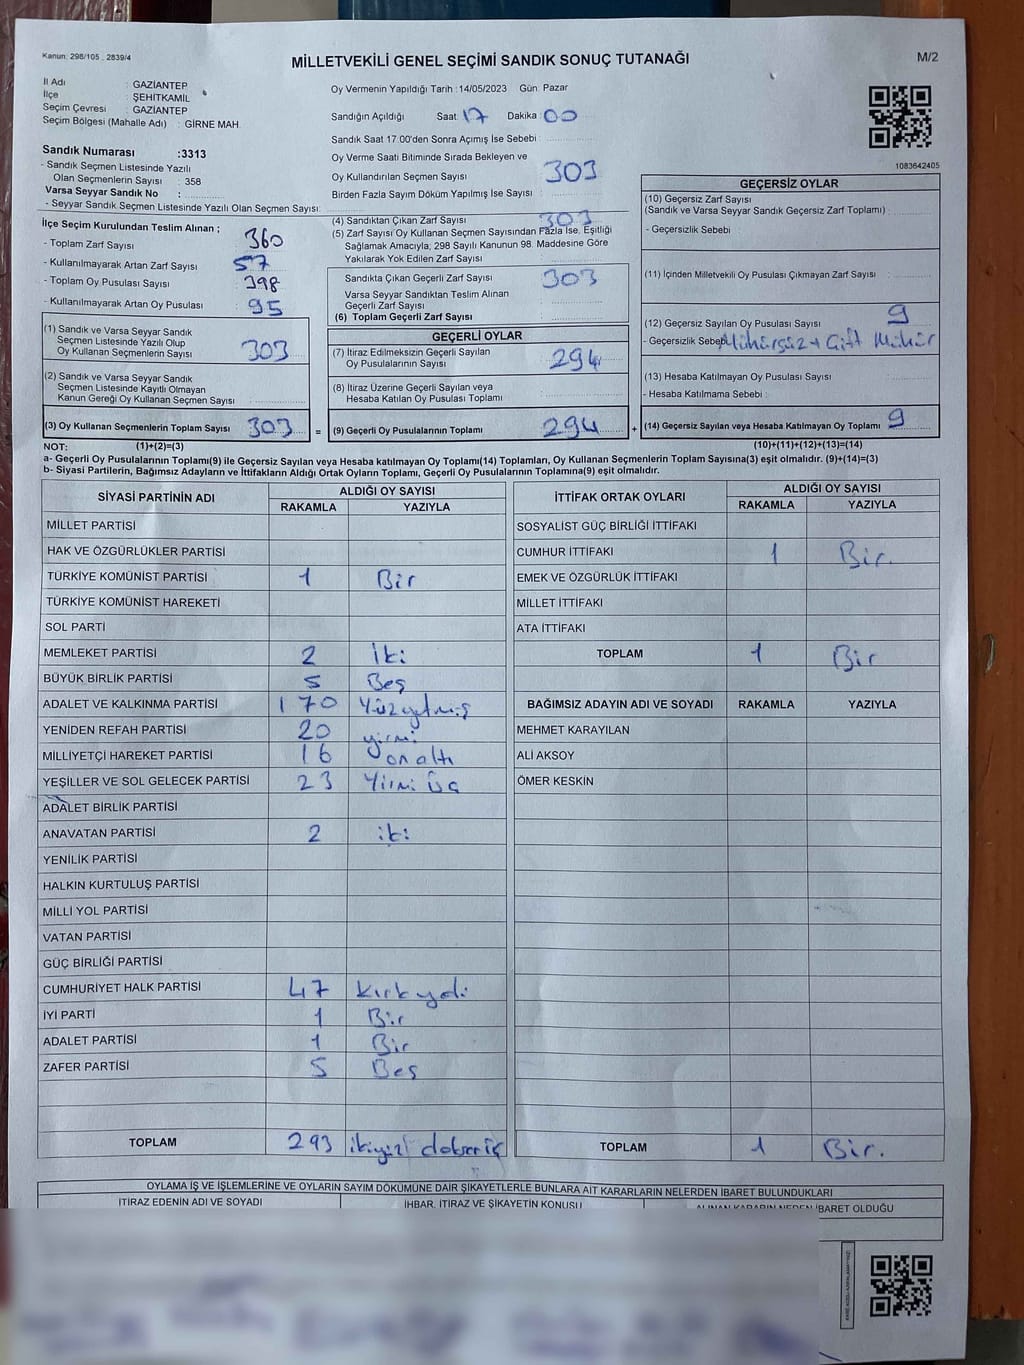 Kanun: 298/105 , 2839/4
MİLLETVEKİLİ GENEL SEÇİMİ SANDIK SONUÇ TUTANAĞI
M/2
İl Adı : GAZİANTEP
İlçe : ŞEHİTKAMİL
Seçim Çevresi : GAZİANTEP
Seçim Bölgesi (Mahalle Adı) : GİRNE MAH.
Sandık Numarası :3313
- Sandık Seçmen Listesinde Yazılı
Olan Seçmenlerin Sayısı : 358
Varsa Seyyar Sandık No :
- Seyyar Sandık Seçmen Listesinde Yazılı Olan Seçmen Sayısı:
İlçe Seçim Kurulundan Teslim Alınan ;
- Toplam Zarf Sayısı 360
- Kullanılmayarak Artan Zarf Sayısı 57
- Toplam Oy Pusulası Sayısı 398
- Kullanılmayarak Artan Oy Pusulası 95
(1) Sandık ve Varsa Seyyar Sandık
Seçmen Listesinde Yazılı Olup
Oy Kullanan Seçmenlerin Sayısı 303
(2) Sandık ve Varsa Seyyar Sandık
Seçmen Listesinde Kayıtlı Olmayan
Kanun Gereği Oy Kullanan Seçmen Sayısı :
(3) Oy Kullanan Seçmenlerin Toplam Sayısı 303 =
Oy Vermenin Yapıldığı Tarih : 14/05/2023 Gün: Pazar
Sandığın Açıldığı Saat: 17 Dakika: 00
Sandık Saat 17.00'den Sonra Açımış İse Sebebi :
Oy Verme Saati Bitiminde Sırada Bekleyen ve
Oy Kullandırılan Seçmen Sayısı : 303
Birden Fazla Sayım Döküm Yapılmış İse Sayısı :
(4) Sandıktan Çıkan Zarf Sayısı 303
(5) Zarf Sayısı Oy Kullanan Seçmen Sayısından Fazla İse, Eşitliği
Sağlamak Amacıyla; 298 Sayılı Kanunun 98. Maddesine Göre
Yakılarak Yok Edilen Zarf Sayısı :
Sandıkta Çıkan Geçerli Zarf Sayısı : 303
Varsa Seyyar Sandıktan Teslim Alınan
Geçerli Zarf Sayısı :
(6) Toplam Geçerli Zarf Sayısı :
GEÇERLİ OYLAR
(7) İtiraz Edilmeksizin Geçerli Sayılan
Oy Pusulalarının Sayısı : 294
(8) İtiraz Üzerine Geçerli Sayılan veya
Hesaba Katılan Oy Pusulası Toplamı :
(9) Geçerli Oy Pusulalarının Toplamı 294 +
1083642405
GEÇERSİZ OYLAR
(10) Geçersiz Zarf Sayısı
(Sandık ve Varsa Seyyar Sandık Geçersiz Zarf Toplamı) :
- Geçersizlik Sebebi :
(11) İçinden Milletvekili Oy Pusulası Çıkmayan Zarf Sayısı :
(12) Geçersiz Sayılan Oy Pusulası Sayısı : 9
- Geçersizlik Sebebi Mühürsüz + Çift Mühür
(13) Hesaba Katılmayan Oy Pusulası Sayısı :
- Hesaba Katılmama Sebebi :
(14) Geçersiz Sayılan veya Hesaba Katılmayan Oy Toplamı : 9
NOT: (1)+(2)=(3) (10)+(11)+(12)+(13)=(14)
a- Geçerli Oy Pusulalarının Toplamı(9) ile Geçersiz Sayılan veya Hesaba katılmayan Oy Toplamı(14) Toplamları, Oy Kullanan Seçmenlerin Toplam Sayısına(3) eşit olmalıdır. (9)+(14)=(3)
b- Siyasi Partilerin, Bağımsız Adayların ve İttifakların Aldığı Ortak Oyların Toplamı, Geçerli Oy Pusulalarının Toplamına(9) eşit olmalıdır.
SİYASİ PARTİNİN ADI ALDIĞI OY SAYISI
RAKAMLA YAZIYLA
MİLLET PARTİSİ
HAK VE ÖZGÜRLÜKLER PARTİSİ
TÜRKİYE KOMÜNİST PARTİSİ 1 Bir
TÜRKİYE KOMÜNİST HAREKETİ
SOL PARTİ
MEMLEKET PARTİSİ 2 İki
BÜYÜK BİRLİK PARTİSİ 5 Beş
ADALET VE KALKINMA PARTİSİ 170 Yüzyetmiş
YENİDEN REFAH PARTİSİ 20 yirmi
MİLLİYETÇİ HAREKET PARTİSİ 16 onaltı
YEŞİLLER VE SOL GELECEK PARTİSİ 23 Yirmi üç
ADALET BİRLİK PARTİSİ
ANAVATAN PARTİSİ 2 iki
YENİLİK PARTİSİ
HALKIN KURTULUŞ PARTİSİ
MİLLİ YOL PARTİSİ
VATAN PARTİSİ
GÜÇ BİRLİĞİ PARTİSİ
CUMHURİYET HALK PARTİSİ 47 Kırkyedi
İYİ PARTİ 1 Bir
ADALET PARTİSİ 1 Bir
ZAFER PARTİSİ 5 Beş
TOPLAM 293 ikiyüz doksanüç
İTTİFAK ORTAK OYLARI ALDIĞI OY SAYISI
RAKAMLA YAZIYLA
SOSYALİST GÜÇ BİRLİĞİ İTTİFAKI
CUMHUR İTTİFAKI 1 Bir.
EMEK VE ÖZGÜRLÜK İTTİFAKI
MİLLET İTTİFAKI
ATA İTTİFAKI
TOPLAM 1 Bir
BAĞIMSIZ ADAYIN ADI VE SOYADI RAKAMLA YAZIYLA
MEHMET KARAYILAN
ALİ AKSOY
ÖMER KESKİN
TOPLAM 1 Bir.
OYLAMA İŞ VE İŞLEMLERİNE VE OYLARIN SAYIM DÖKÜMÜNE DAİR ŞİKAYETLERLE BUNLARA AİT KARARLARIN NELERDEN İBARET BULUNDUKLARI
İTİRAZ EDENİN ADI VE SOYADI İHBAR, İTİRAZ VE ŞİKAYETİN KONUSU ALINAN KARARIN NEDEN İBARET OLDUĞU